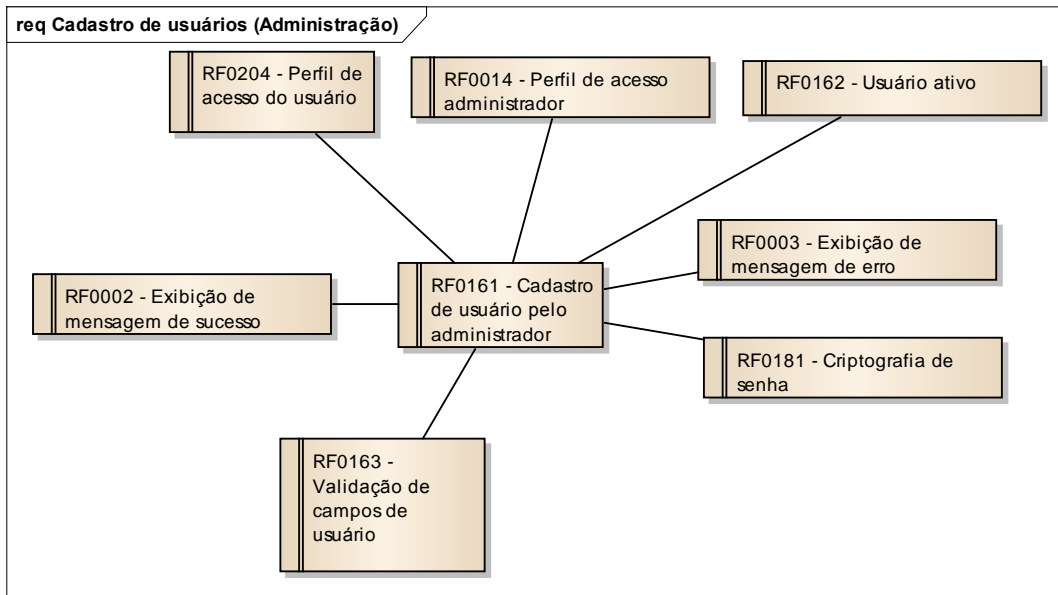 req Cadastro de usuários (Administração)
RF0204 - Perfil de
acesso do usuário
RF0014 - Perfil de acesso
administrador
RF0162 - Usuário ativo
RF0003 - Exibição de
mensagem de erro
RF0161 - Cadastro
de usuário pelo
administrador
RF0002 - Exibição de
mensagem de sucesso
RF0181 - Criptografia de
senha
RF0163 -
Validação de
campos de
usuário